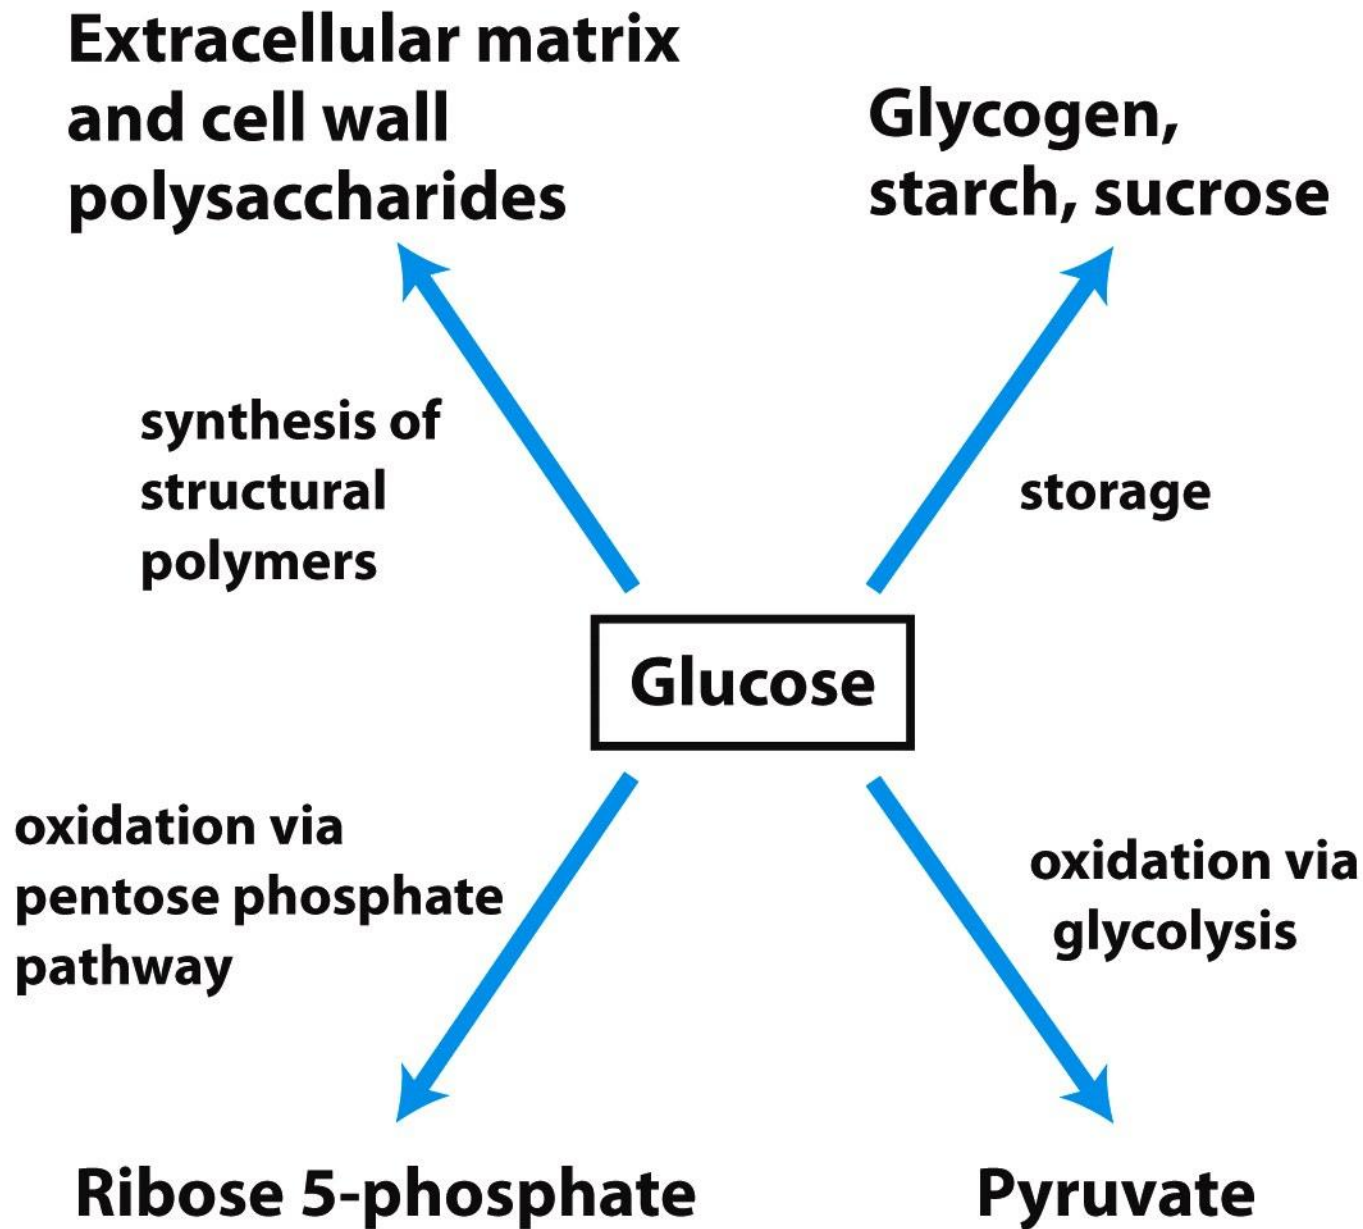 Extracellular matrix
and cell wall
polysaccharides
Glycogen,
starch, sucrose
synthesis of
structural
polymers
storage
Glucose
oxidation via
pentose phosphate
pathway
oxidation via
glycolysis
Ribose 5-phosphate
Pyruvate